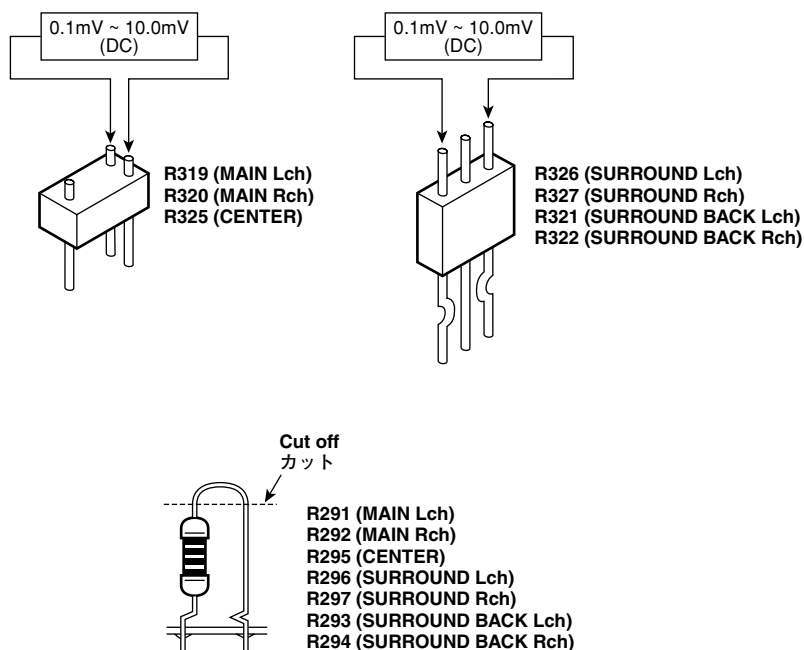 0.1mV ~ 10.0mV
(DC)
R319 (MAIN Lch)
R320 (MAIN Rch)
R325 (CENTER)
0.1mV ~ 10.0mV
(DC)
R326 (SURROUND Lch)
R327 (SURROUND Rch)
R321 (SURROUND BACK Lch)
R322 (SURROUND BACK Rch)
Cut off
カット
R291 (MAIN Lch)
R292 (MAIN Rch)
R295 (CENTER)
R296 (SURROUND Lch)
R297 (SURROUND Rch)
R293 (SURROUND BACK Lch)
R294 (SURROUND BACK Rch)